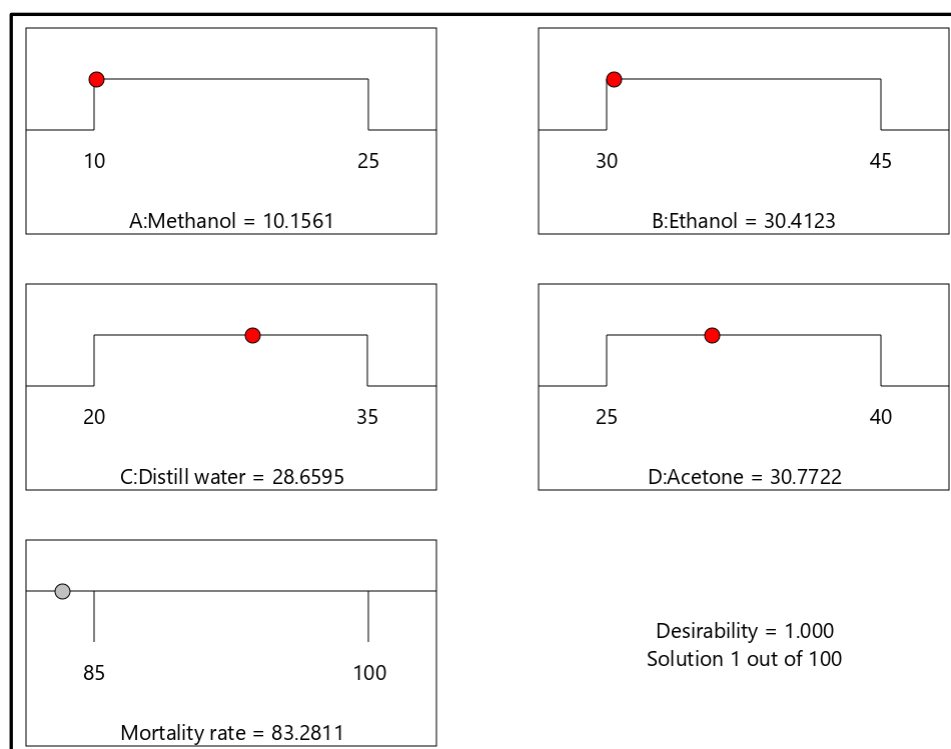 10 25
A:Methanol = 10.1561
30 45
B:Ethanol = 30.4123
20 35
C:Distill water = 28.6595
25 40
D:Acetone = 30.7722
85 100
Mortality rate = 83.2811
Desirability = 1.000
Solution 1 out of 100